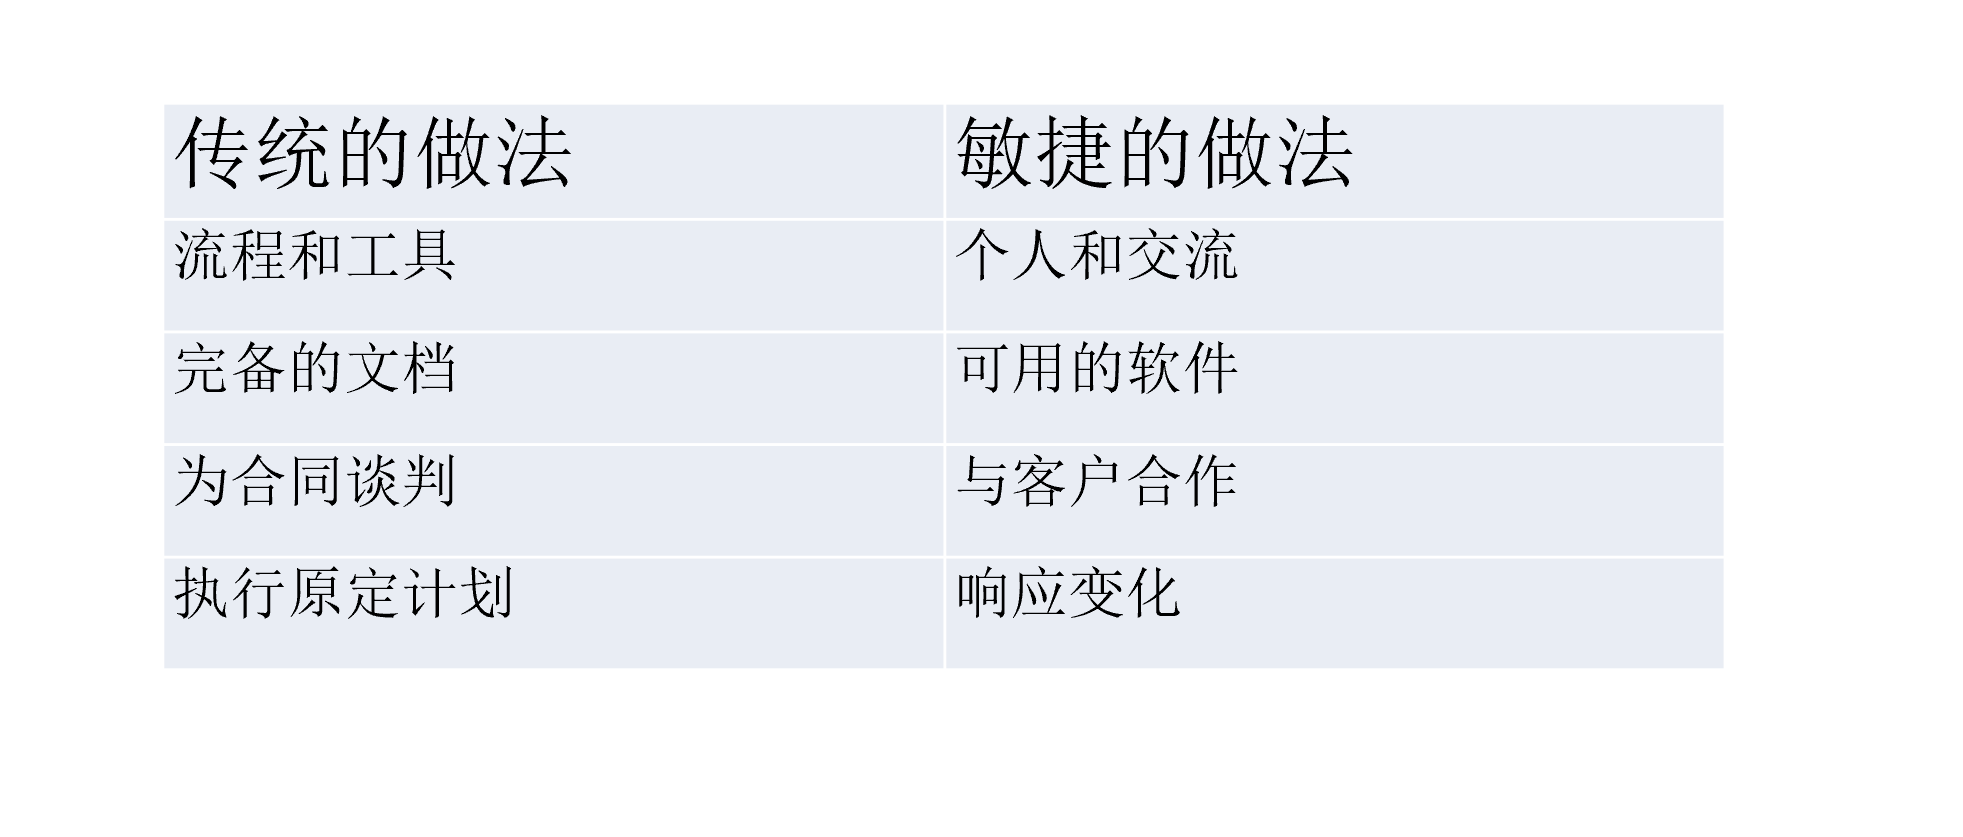 传统的做法 敏捷的做法
流程和工具 个人和交流
完备的文档 可用的软件
为合同谈判 与客户合作
执行原定计划 响应变化